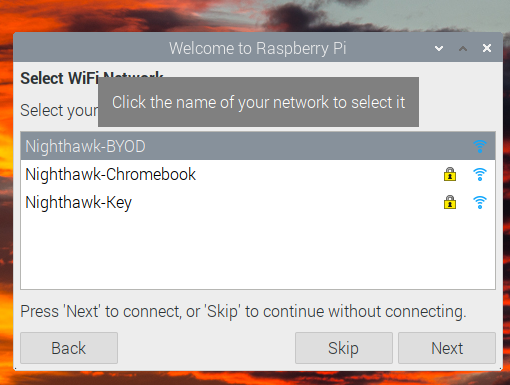 Welcome to Raspberry Pi
Select WiFi Network
Select your
Click the name of your network to select it
Nighthawk-BYOD
Nighthawk-Chromebook
Nighthawk-Key
Press 'Next' to connect, or 'Skip' to continue without connecting.
Back
Skip
Next